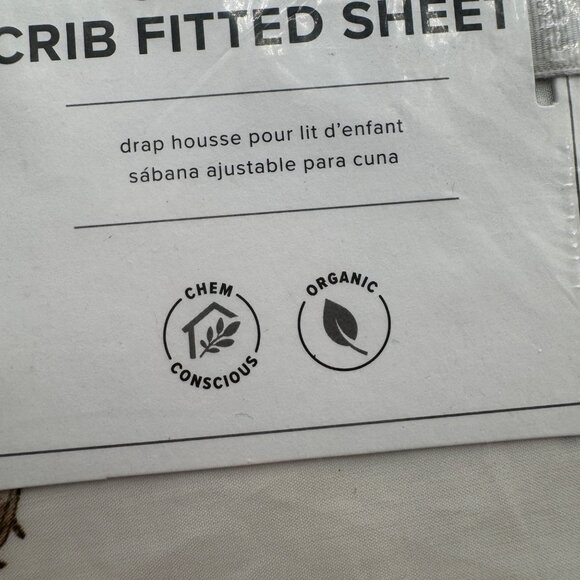 CRIB FITTED SHEET
drap housse pour lit d'enfant
sábana ajustable para cuna
CHEM
CONSCIOUS
ORGANIC